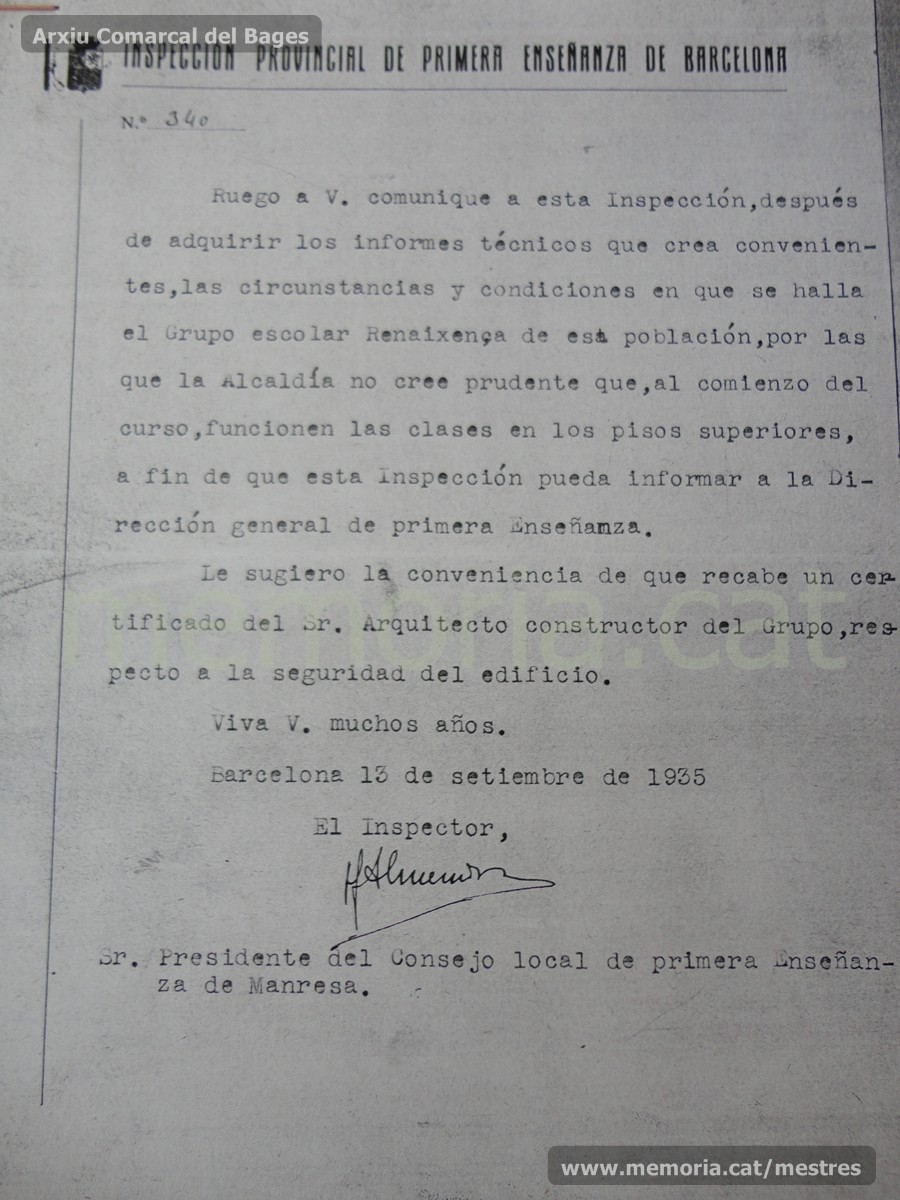 Arxiu Comarcal del Bages
INSPECCIÓN PROVINCIAL DE PRIMERA ENSEÑANZA DE BARCELONA
N.º 340
Ruego a V. comunique a esta Inspección,después
de adquirir los informes técnicos que crea convenien-
tes,las circunstancias y condiciones en que se halla
el Grupo escolar Renaixença de esa población,por las
que la Alcaldía no cree prudente que,al comienzo del
curso,funcionen las clases en los pisos superiores,
a fin de que esta Inspección pueda informar a la Di-
rección general de primera Enseñanza.
Le sugiero la conveniencia de que recabe un cer-
tificado del Sr. Arquitecto constructor del Grupo,res-
pecto a la seguridad del edificio.
Viva V. muchos años.
Barcelona 13 de setiembre de 1935
El Inspector,
Sr. Presidente del Consejo local de primera Enseñan-
za de Manresa.
memoria.cat
www.memoria.cat/mestres